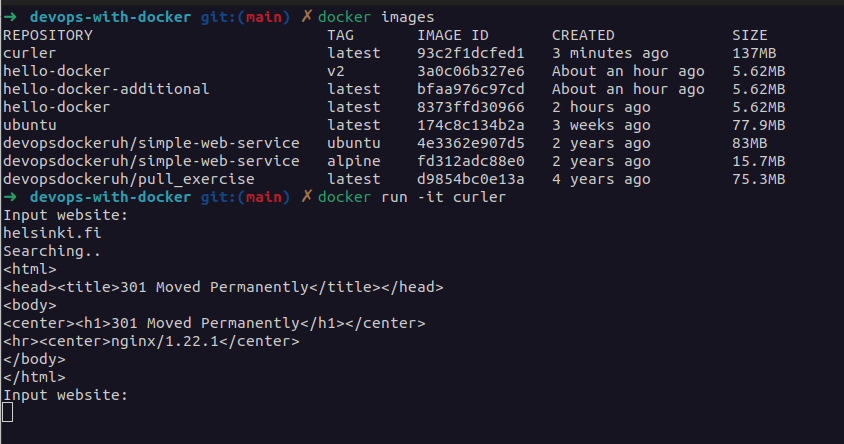 ➜ devops-with-docker git:(main) ✗ docker images
REPOSITORY TAG IMAGE ID CREATED SIZE
curler latest 93c2f1dcfed1 3 minutes ago 137MB
hello-docker v2 3a0c06b327e6 About an hour ago 5.62MB
hello-docker-additional latest bfaa976c97cd About an hour ago 5.62MB
hello-docker latest 8373ffd30966 2 hours ago 5.62MB
ubuntu latest 174c8c134b2a 3 weeks ago 77.9MB
devopsdockeruh/simple-web-service ubuntu 4e3362e907d5 2 years ago 83MB
devopsdockeruh/simple-web-service alpine fd312adc88e0 2 years ago 15.7MB
devopsdockeruh/pull_exercise latest d9854bc0e13a 4 years ago 75.3MB
➜ devops-with-docker git:(main) ✗ docker run -it curler
Input website:
helsinki.fi
Searching..
<html>
<head><title>301 Moved Permanently</title></head>
<body>
<center><h1>301 Moved Permanently</h1></center>
<hr><center>nginx/1.22.1</center>
</body>
</html>
Input website: